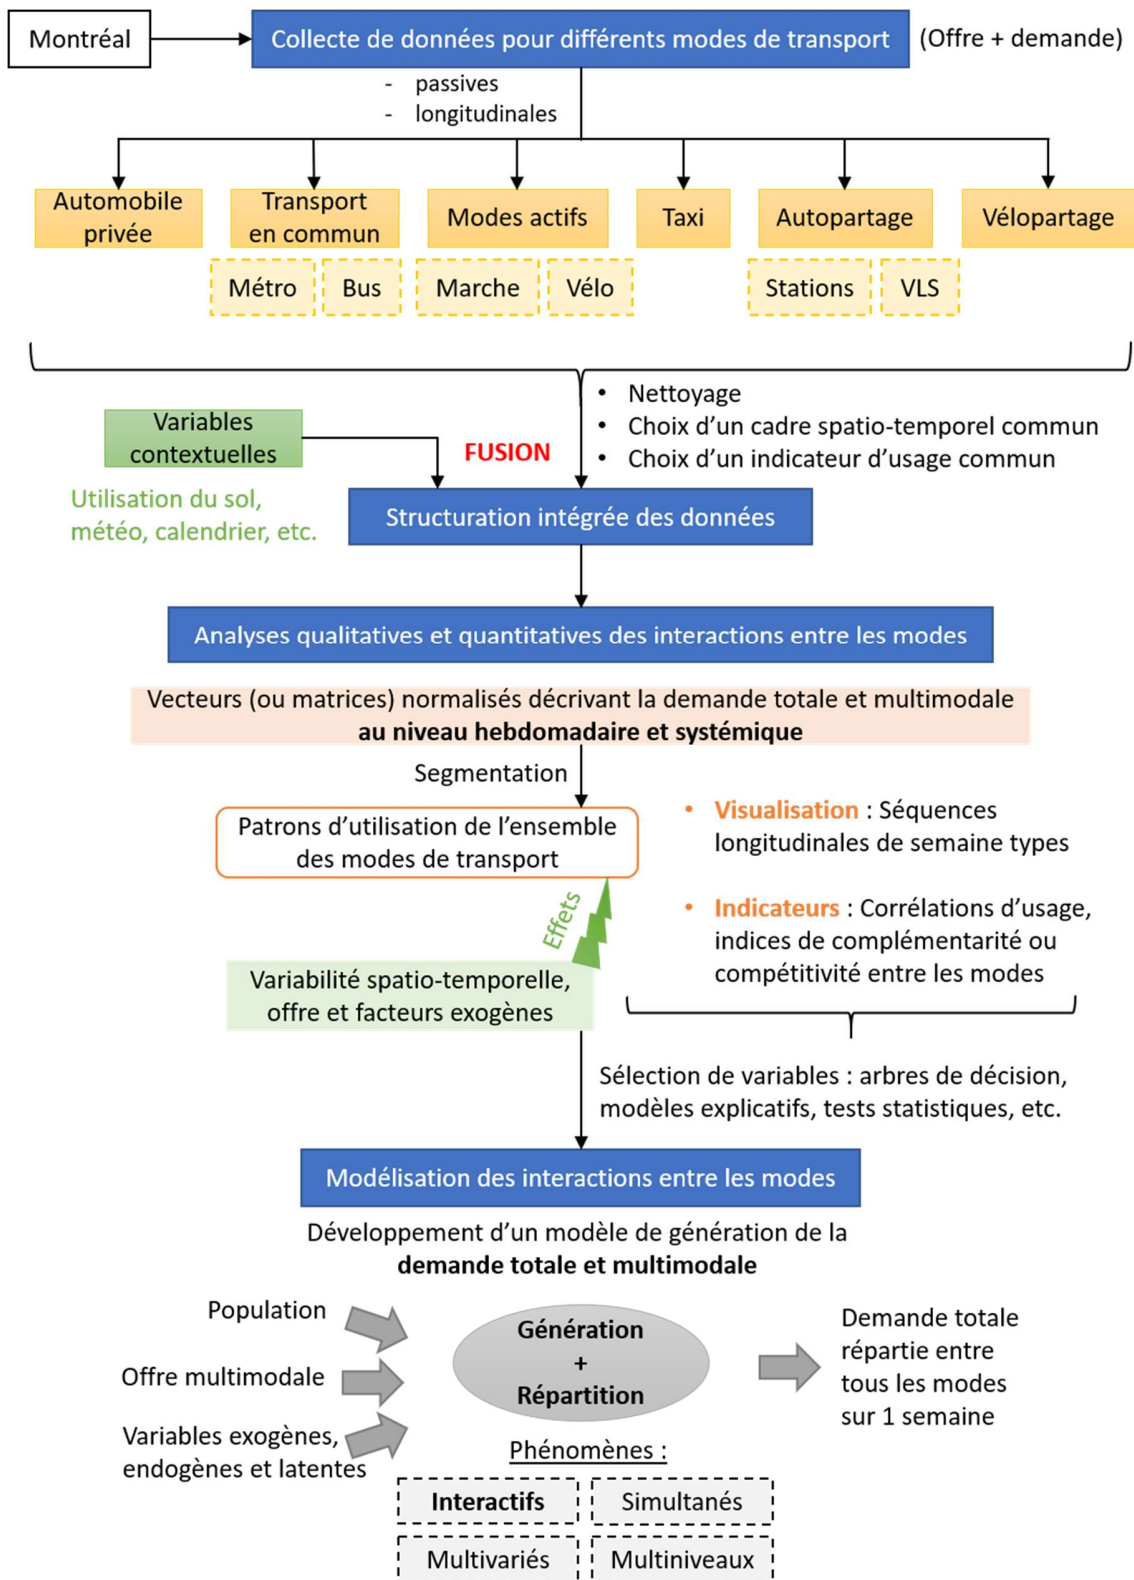 Montréal
Collecte de données pour différents modes de transport
(Offre + demande)
- passives
- longitudinales
Automobile
privée
Transport
en commun
Modes actifs
Taxi
Autopartage
Vélopartage
Métro
Bus
Marche
Vélo
Stations
VLS
• Nettoyage
• Choix d'un cadre spatio-temporel commun
• Choix d'un indicateur d'usage commun
Variables
contextuelles
FUSION
Utilisation du sol,
météo, calendrier, etc.
Structuration intégrée des données
Analyses qualitatives et quantitatives des interactions entre les modes
Vecteurs (ou matrices) normalisés décrivant la demande totale et multimodale
au niveau hebdomadaire et systémique
Segmentation
Patrons d'utilisation de l'ensemble
des modes de transport
• Visualisation : Séquences
longitudinales de semaine types
• Indicateurs : Corrélations d'usage,
indices de complémentarité ou
compétitivité entre les modes
Effets
Variabilité spatio-temporelle,
offre et facteurs exogènes
Sélection de variables : arbres de décision,
modèles explicatifs, tests statistiques, etc.
Modélisation des interactions entre les modes
Développement d'un modèle de génération de la
demande totale et multimodale
Population
Offre multimodale
Variables exogènes,
endogènes et latentes
Génération
+
Répartition
Demande totale
répartie entre
tous les modes
sur 1 semaine
Phénomènes :
Interactifs
Simultanés
Multivariés
Multiniveaux